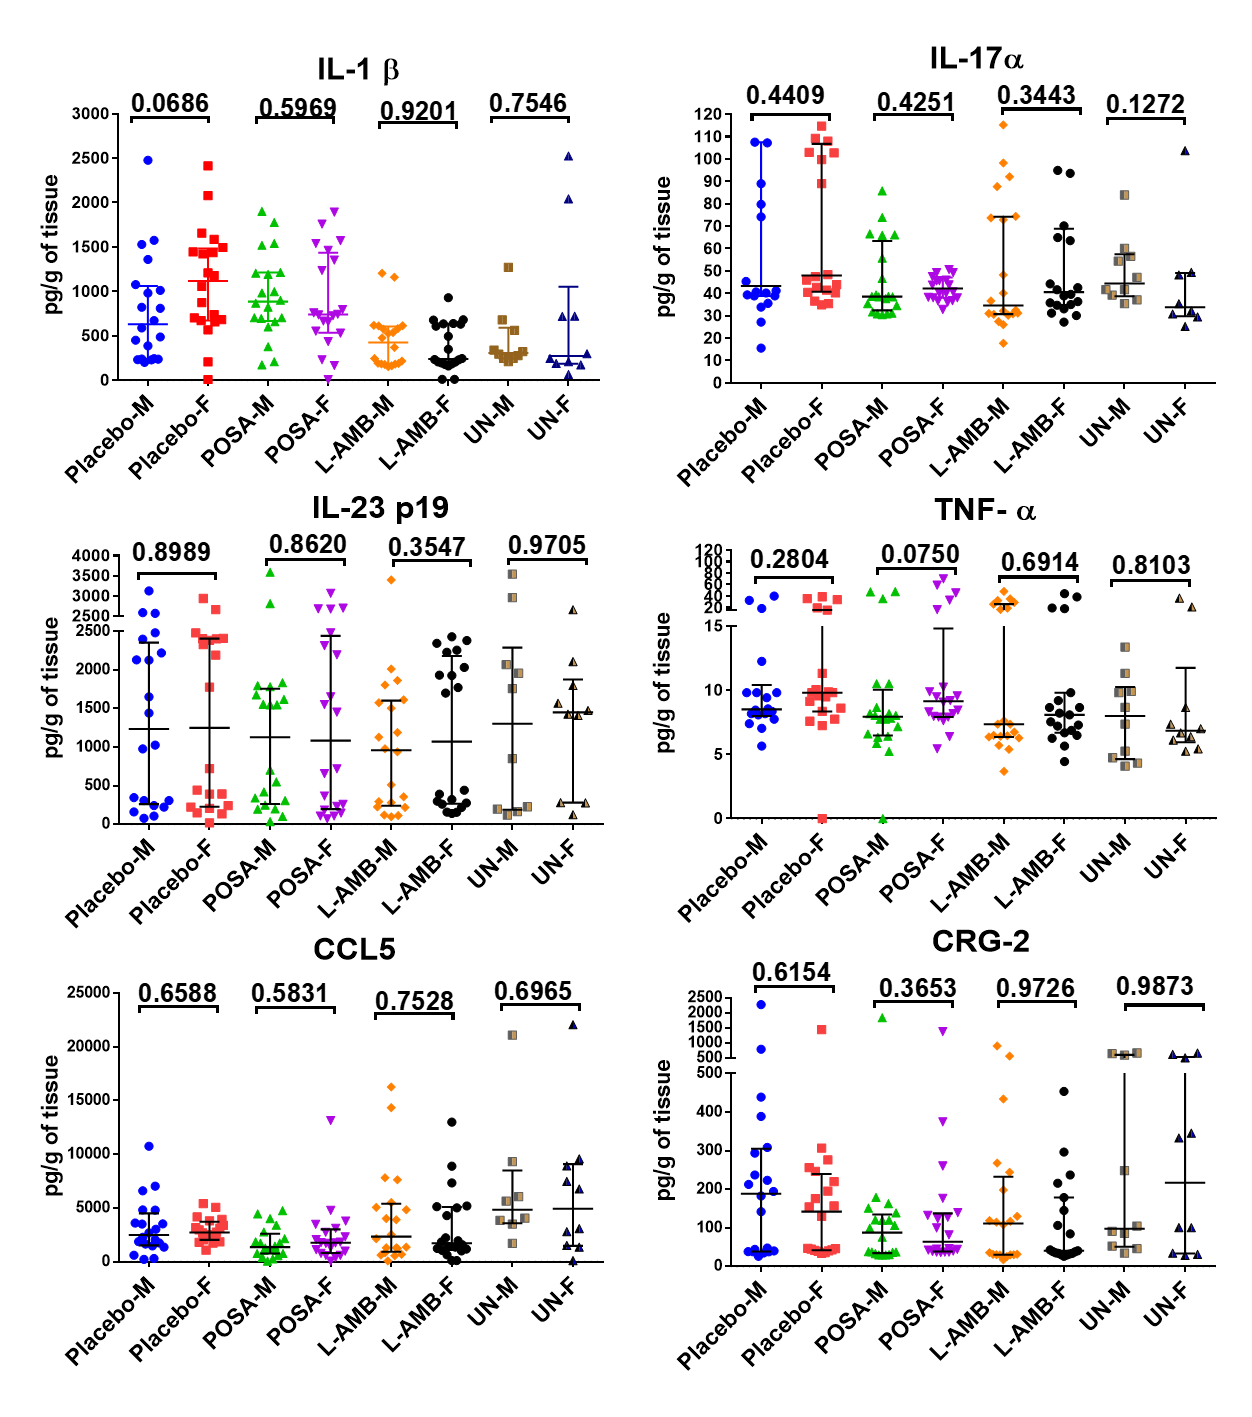 IL-1 β
0.0686 0.5969 0.9201 0.7546
pg/g of tissue
3000
2500
2000
1500
1000
500
0
Placebo-M Placebo-F POSA-M POSA-F L-AMB-M L-AMB-F UN-M UN-F
IL-17α
0.4409 0.4251 0.3443 0.1272
pg/g of tissue
120
110
100
90
80
70
60
50
40
30
20
10
0
Placebo-M Placebo-F POSA-M POSA-F L-AMB-M L-AMB-F UN-M UN-F
IL-23 p19
0.8989 0.8620 0.3547 0.9705
pg/g of tissue
4000
3500
3000
2500
2500
2000
1500
1000
500
0
Placebo-M Placebo-F POSA-M POSA-F L-AMB-M L-AMB-F UN-M UN-F
TNF- α
0.2804 0.0750 0.6914 0.8103
pg/g of tissue
120
100
80
60
40
20
15
10
5
0
Placebo-M Placebo-F POSA-M POSA-F L-AMB-M L-AMB-F UN-M UN-F
CCL5
0.6588 0.5831 0.7528 0.6965
pg/g of tissue
25000
20000
15000
10000
5000
0
Placebo-M Placebo-F POSA-M POSA-F L-AMB-M L-AMB-F UN-M UN-F
CRG-2
0.6154 0.3653 0.9726 0.9873
pg/g of tissue
2500
2000
1500
1000
500
500
400
300
200
100
0
Placebo-M Placebo-F POSA-M POSA-F L-AMB-M L-AMB-F UN-M UN-F